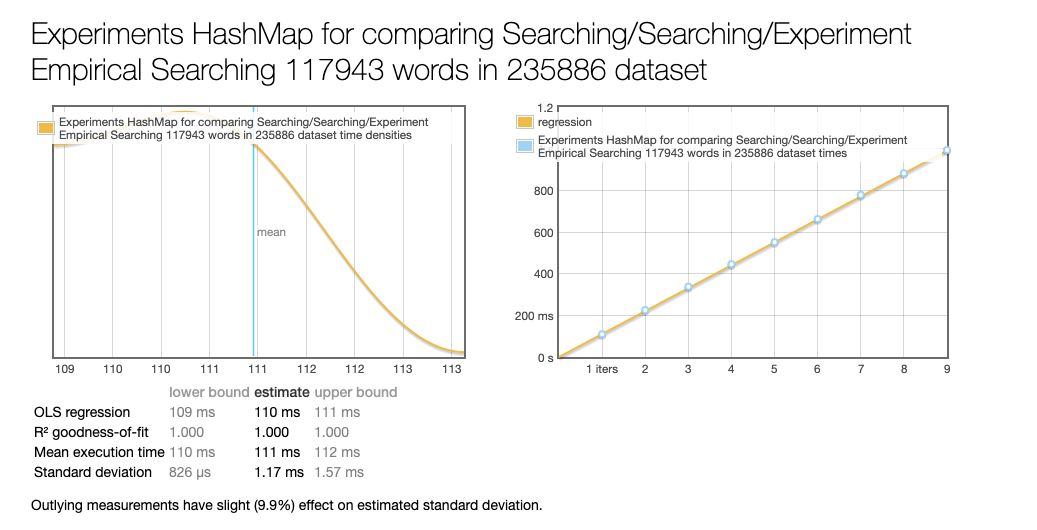 Experiments HashMap for comparing Searching/Searching/Experiment
Empirical Searching 117943 words in 235886 dataset
Experiments HashMap for comparing Searching/Searching/Experiment
Empirical Searching 117943 words in 235886 dataset time densities
mean
109 110 110 111 111 112 112 113 113
1.2
regression
Experiments HashMap for comparing Searching/Searching/Experiment
Empirical Searching 117943 words in 235886 dataset times
800
600
400
200 ms
0 s
1 iters 2 3 4 5 6 7 8 9
lower bound estimate upper bound
OLS regression 109 ms 110 ms 111 ms
R² goodness-of-fit 1.000 1.000 1.000
Mean execution time 110 ms 111 ms 112 ms
Standard deviation 826 µs 1.17 ms 1.57 ms
Outlying measurements have slight (9.9%) effect on estimated standard deviation.